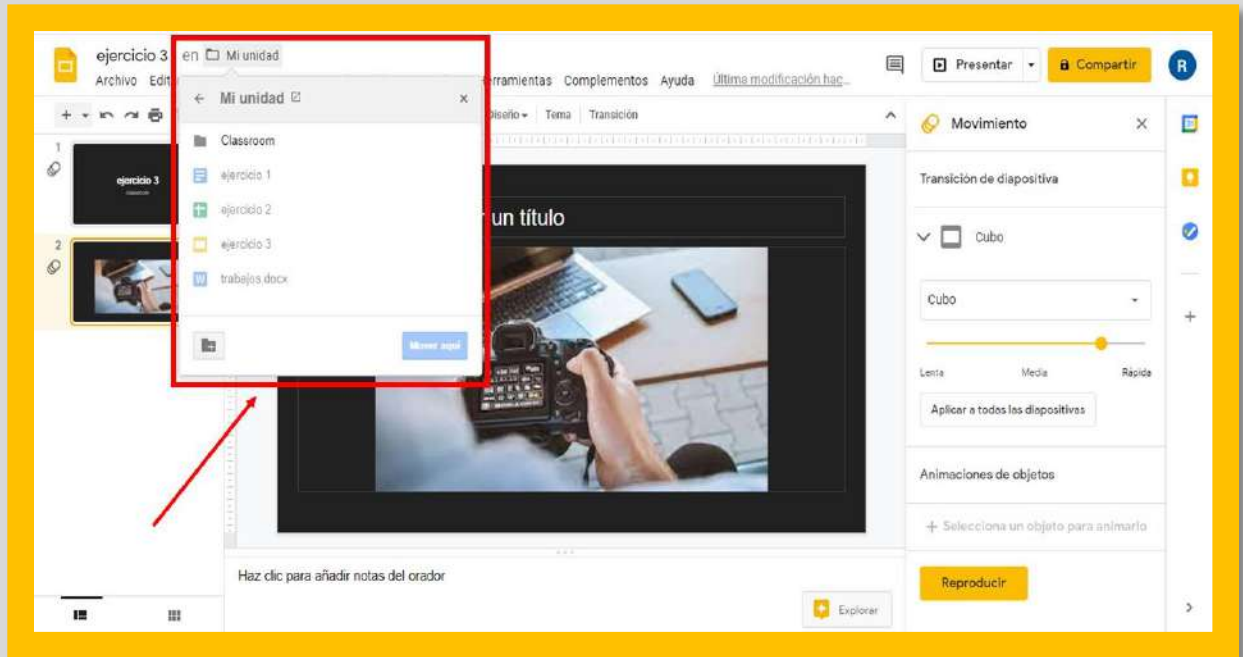 ejercicio 3 en Mi unidad
Archivo Edit
rramientas Complementos Ayuda Última modificación hac...
Presentar
Compartir
R
Mi unidad
Classroom
ejercicio 1
ejercicio 2
ejercicio 3
trabajos.docx
W
Mover aquí
Diseño Tema Transición
1
ejercicio 3
2
un título
Haz clic para añadir notas del orador
Explorar
Movimiento
Transición de diapositiva
Cubo
Cubo
Lenta Media Rápida
Aplicar a todas las diapositivas
Animaciones de objetos
+ Selecciona un objeto para animarlo
Reproducir